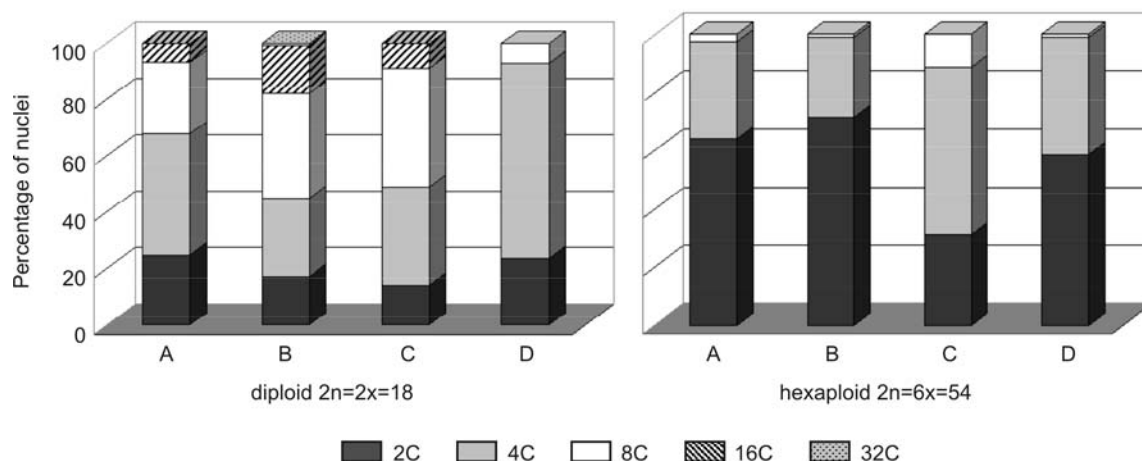 Percentage of nuclei
100
80
60
40
20
0
A B C D
A B C D
diploid 2n=2x=18
hexaploid 2n=6x=54
2C 4C 8C 16C 32C